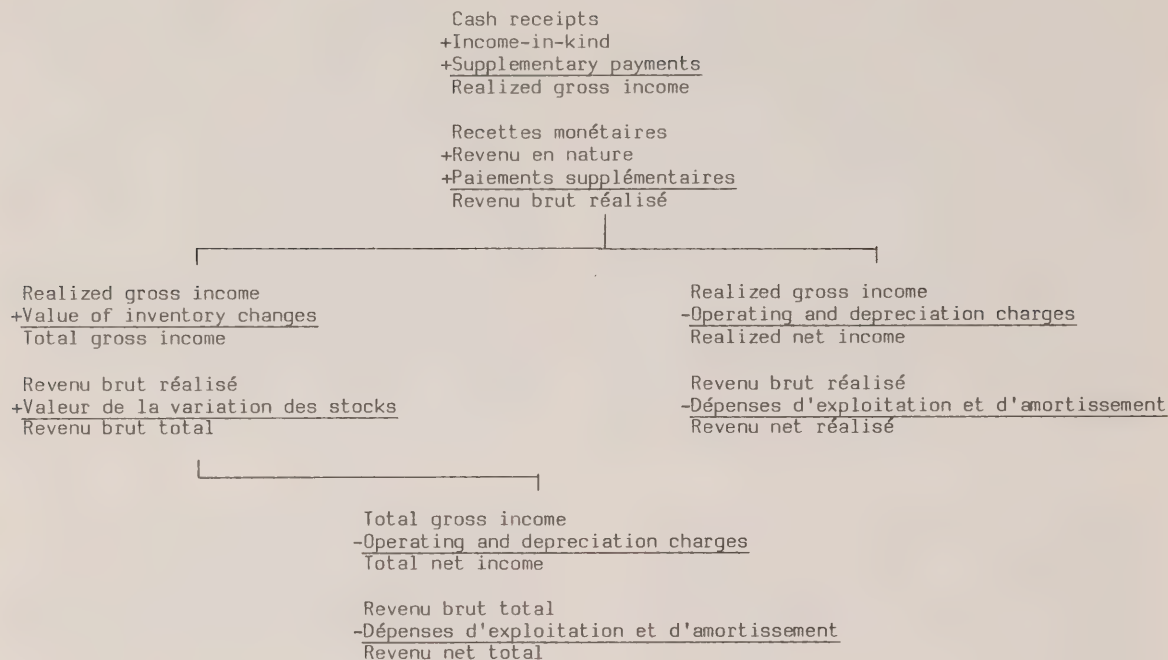 Cash receipts
+Income-in-kind
+Supplementary payments
Realized gross income
Recettes monétaires
+Revenu en nature
+Paiements supplémentaires
Revenu brut réalisé
Realized gross income
+Value of inventory changes
Total gross income
Revenu brut réalisé
+Valeur de la variation des stocks
Revenu brut total
Realized gross income
-Operating and depreciation charges
Realized net income
Revenu brut réalisé
-Dépenses d'exploitation et d'amortissement
Revenu net réalisé
Total gross income
-Operating and depreciation charges
Total net income
Revenu brut total
-Dépenses d'exploitation et d'amortissement
Revenu net total